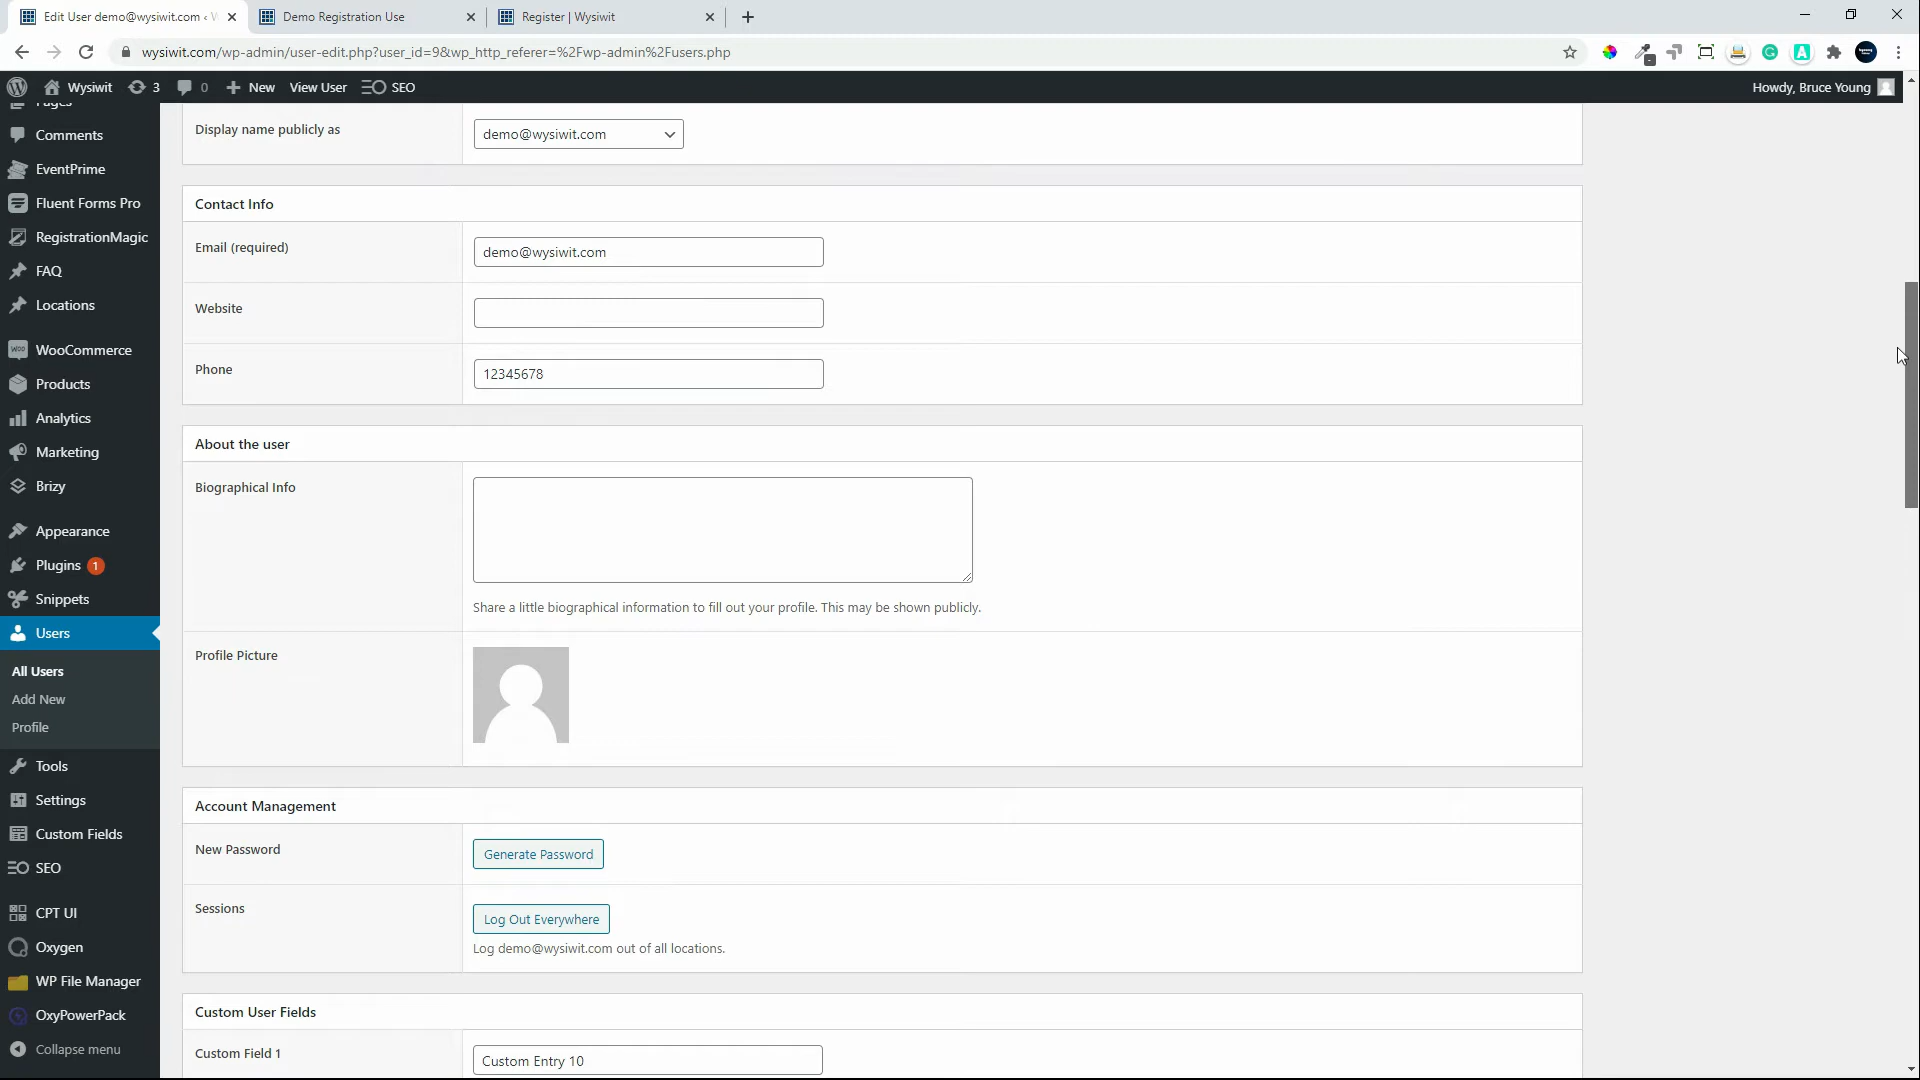 Edit User demo@wysiwit.com ‹ W
Demo Registration Use
Register | Wysiwit
wysiwit.com/wp-admin/user-edit.php?user_id=9&wp_http_referer=%2Fwp-admin%2Fusers.php
Wysiwit
3
0
New
View User
SEO
Howdy, Bruce Young
Pages
Comments
EventPrime
Fluent Forms Pro
RegistrationMagic
FAQ
Locations
WooCommerce
Products
Analytics
Marketing
Brizy
Appearance
Plugins 1
Snippets
Users
All Users
Add New
Profile
Tools
Settings
Custom Fields
SEO
CPT UI
Oxygen
WP File Manager
OxyPowerPack
Collapse menu
Display name publicly as
demo@wysiwit.com
Contact Info
Email (required)
demo@wysiwit.com
Website
Phone
12345678
About the user
Biographical Info
Share a little biographical information to fill out your profile. This may be shown publicly.
Profile Picture
Account Management
New Password
Generate Password
Sessions
Log Out Everywhere
Log demo@wysiwit.com out of all locations.
Custom User Fields
Custom Field 1
Custom Entry 10